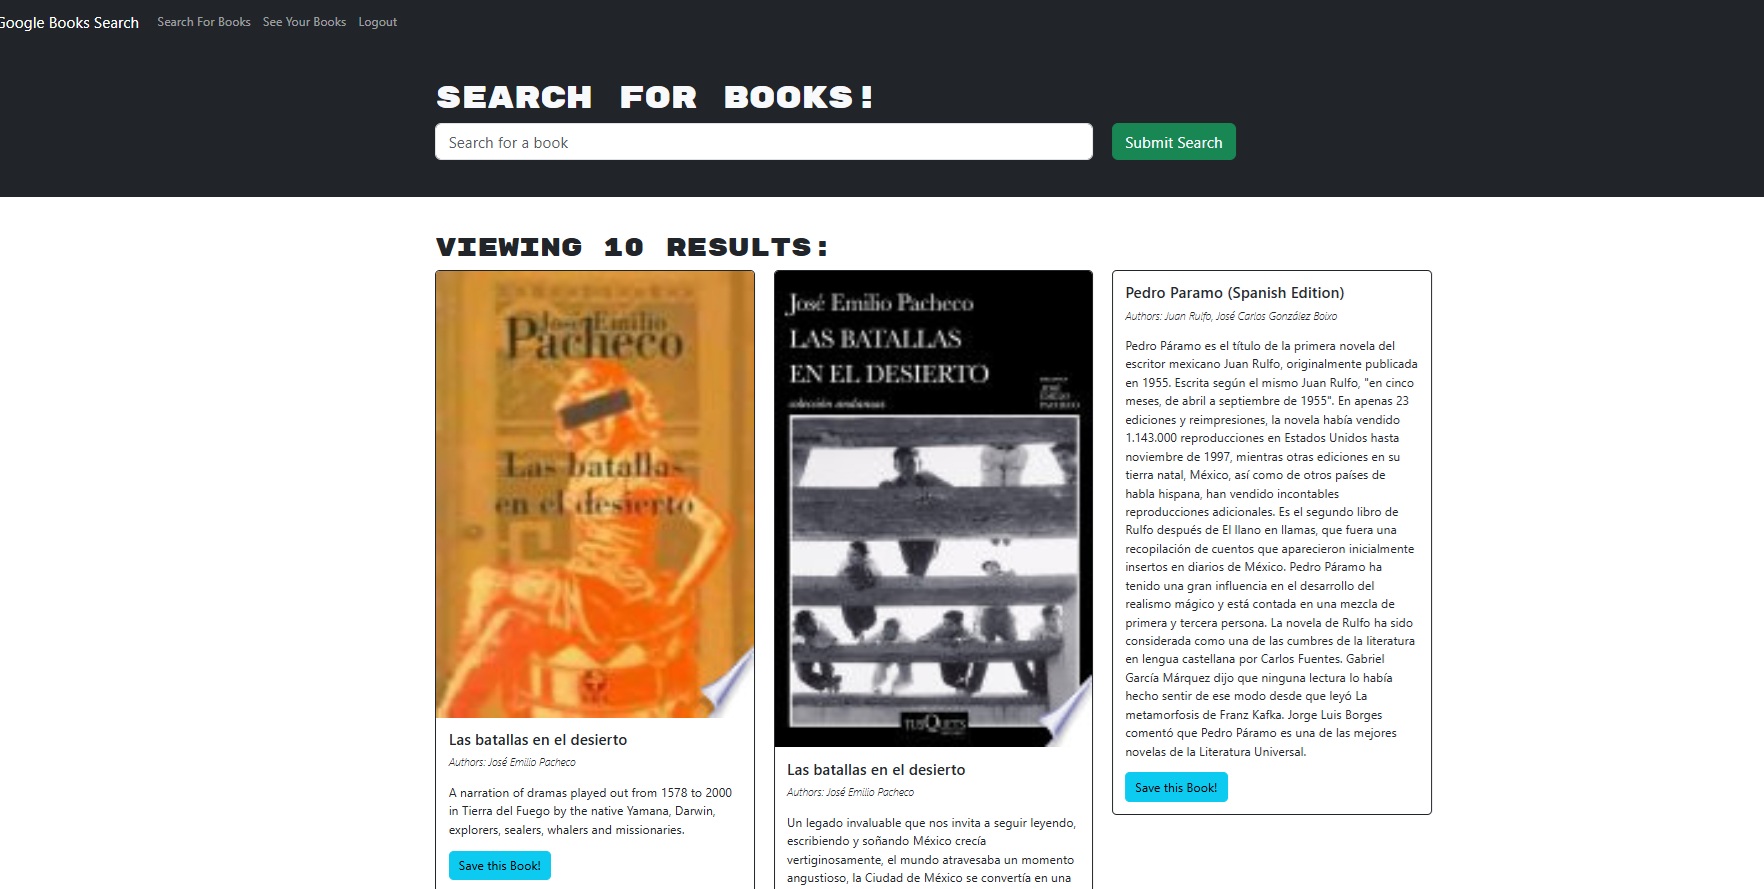 Google Books Search
Search For Books
See Your Books
Logout
SEARCH FOR BOOKS!
Search for a book
Submit Search
VIEWING 10 RESULTS:
José Emilio
Pacheco
Las batallas
en el desierto
Las batallas en el desierto
Authors: José Emilio Pacheco
A narration of dramas played out from 1578 to 2000
in Tierra del Fuego by the native Yamana, Darwin,
explorers, sealers, whalers and missionaries.
Save this Book!
José Emilio Pacheco
LAS BATALLAS
EN EL DESIERTO
colección andanzas
TUSQUETS
Las batallas en el desierto
Authors: José Emilio Pacheco
Un legado invaluable que nos invita a seguir leyendo,
escribiendo y soñando México crecía
vertiginosamente, el mundo atravesaba un momento
angustioso, la Ciudad de México se convertía en una
Pedro Paramo (Spanish Edition)
Authors: Juan Rulfo, José Carlos González Boixo
Pedro Páramo es el título de la primera novela del
escritor mexicano Juan Rulfo, originalmente publicada
en 1955. Escrita según el mismo Juan Rulfo, "en cinco
meses, de abril a septiembre de 1955". En apenas 23
ediciones y reimpresiones, la novela había vendido
1.143.000 reproducciones en Estados Unidos hasta
noviembre de 1997, mientras otras ediciones en su
tierra natal, México, así como de otros países de
habla hispana, han vendido incontables
reproducciones adicionales. Es el segundo libro de
Rulfo después de El llano en llamas, que fuera una
recopilación de cuentos que aparecieron inicialmente
insertos en diarios de México. Pedro Páramo ha
tenido una gran influencia en el desarrollo del
realismo mágico y está contada en una mezcla de
primera y tercera persona. La novela de Rulfo ha sido
considerada como una de las cumbres de la literatura
en lengua castellana por Carlos Fuentes. Gabriel
García Márquez dijo que ninguna lectura lo había
hecho sentir de ese modo desde que leyó La
metamorfosis de Franz Kafka. Jorge Luis Borges
comentó que Pedro Páramo es una de las mejores
novelas de la Literatura Universal.
Save this Book!